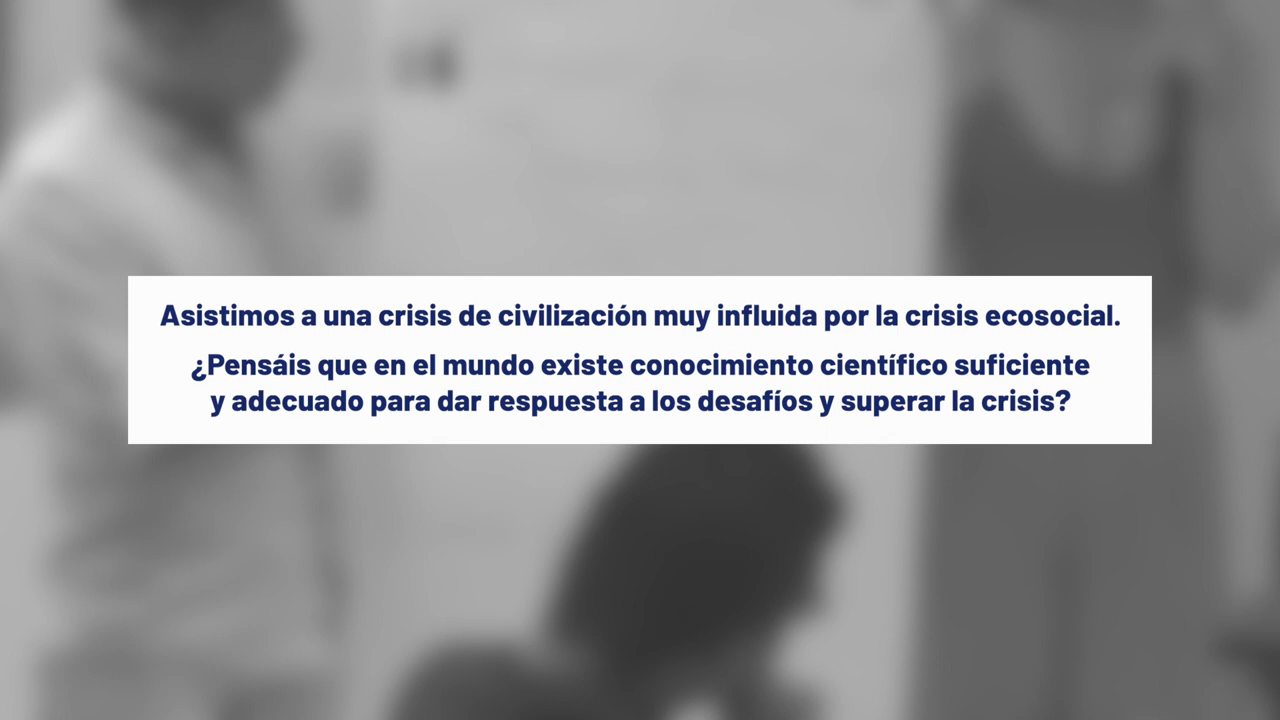 Asistimos a una crisis de civilización muy influida por la crisis ecosocial.
¿Pensáis que en el mundo existe conocimiento científico suficiente
y adecuado para dar respuesta a los desafíos y superar la crisis?